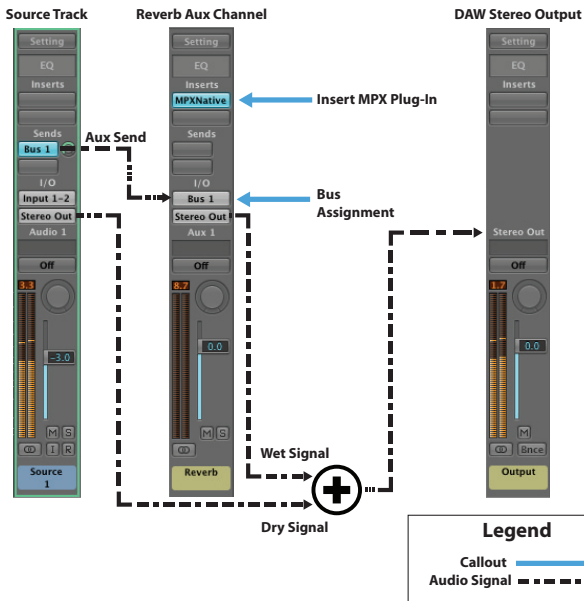 Source Track
Reverb Aux Channel
DAW Stereo Output
Setting
EQ
Inserts
Sends
Bus 1
I/O
Input 1–2
Stereo Out
Audio 1
Off
3.3
–3.0
M S
I R
Source
1
Aux Send
Setting
EQ
Inserts
MPXNative
Sends
I/O
Bus 1
Stereo Out
Aux 1
Off
8.7
0.0
M S
Reverb
Insert MPX Plug-In
Bus
Assignment
Setting
EQ
Inserts
Stereo Out
Off
1.7
0.0
M
Bnce
Output
Wet Signal
Dry Signal
Legend
Callout
Audio Signal